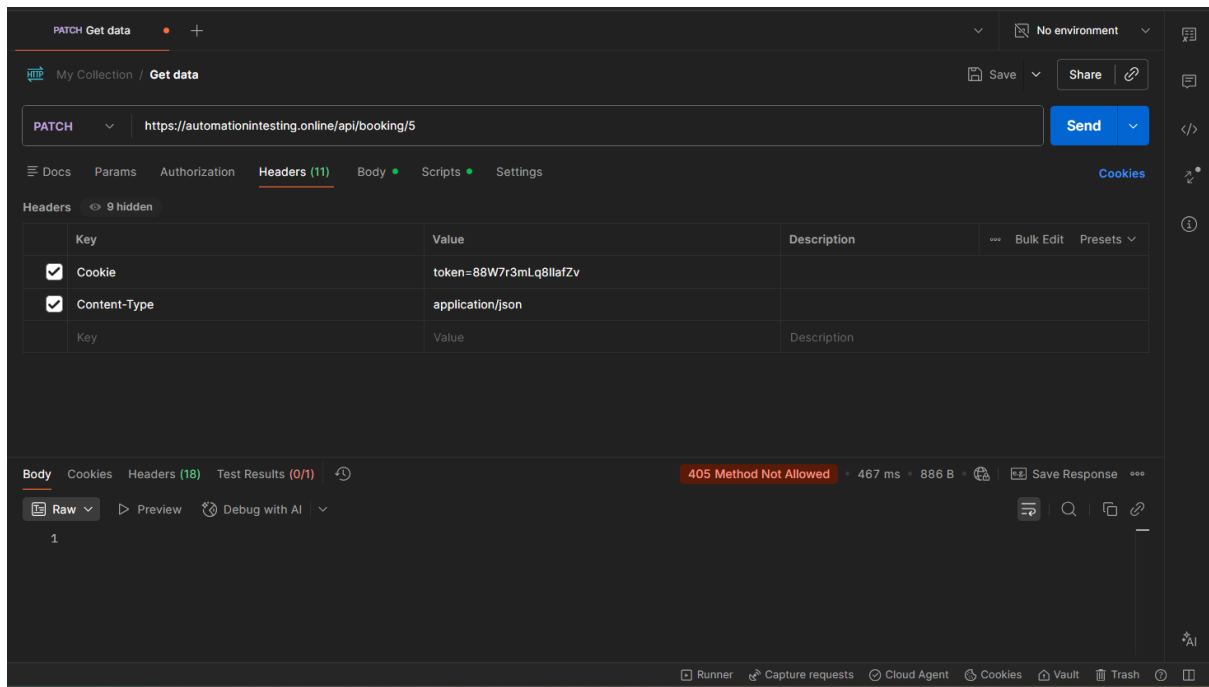 PATCH Get data
No environment
HTTP My Collection / Get data Save Share
PATCH https://automationintesting.online/api/booking/5 Send
Docs Params Authorization Headers (11) Body Scripts Settings Cookies
Headers 9 hidden
Key Value Description Bulk Edit Presets
Cookie token=88W7r3mLq8IlafZv
Content-Type application/json
Key Value Description
Body Cookies Headers (18) Test Results (0/1) 405 Method Not Allowed 467 ms 886 B e.g. Save Response
Raw Preview Debug with AI
1
AI
Runner Capture requests Cloud Agent Cookies Vault Trash